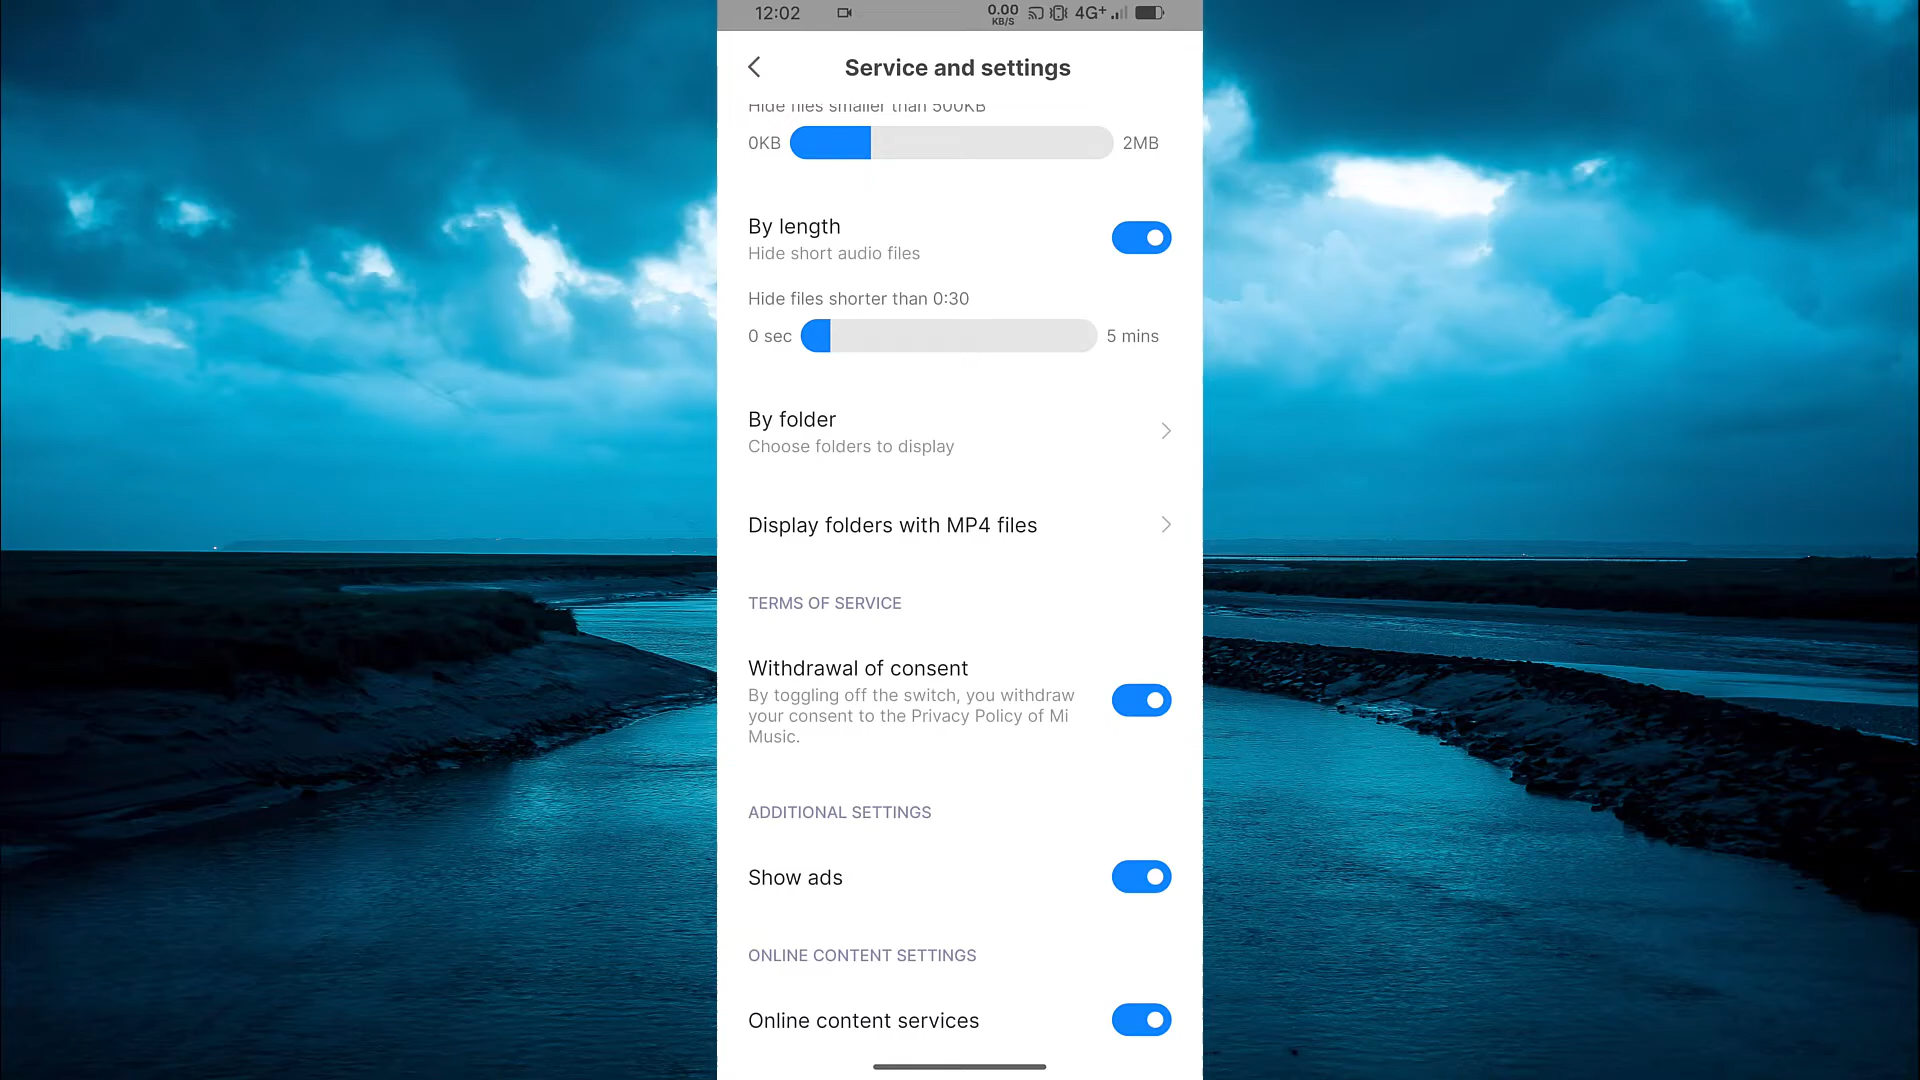 12:02
0.00
KB/S
4G+
Service and settings
Hide files smaller than 500KB
0KB
2MB
By length
Hide short audio files
Hide files shorter than 0:30
0 sec
5 mins
By folder
Choose folders to display
Display folders with MP4 files
TERMS OF SERVICE
Withdrawal of consent
By toggling off the switch, you withdraw
your consent to the Privacy Policy of Mi
Music.
ADDITIONAL SETTINGS
Show ads
ONLINE CONTENT SETTINGS
Online content services